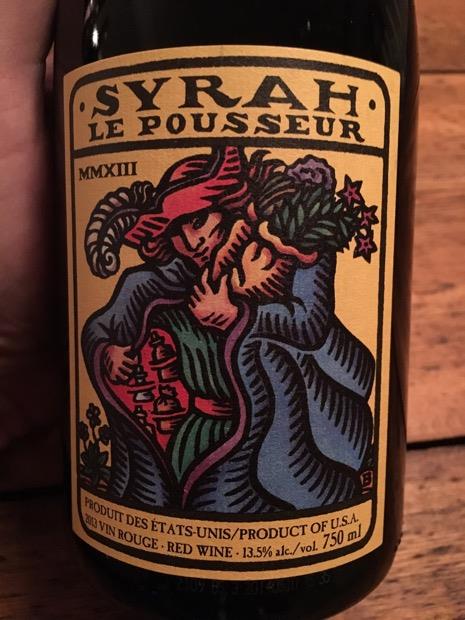 SYRAH
LE POUSSEUR
MMXIII
PRODUIT DES ÉTATS-UNIS/PRODUCT OF U.S.A.
2013 VIN ROUGE · RED WINE · 13.5% alc./vol. 750 ml